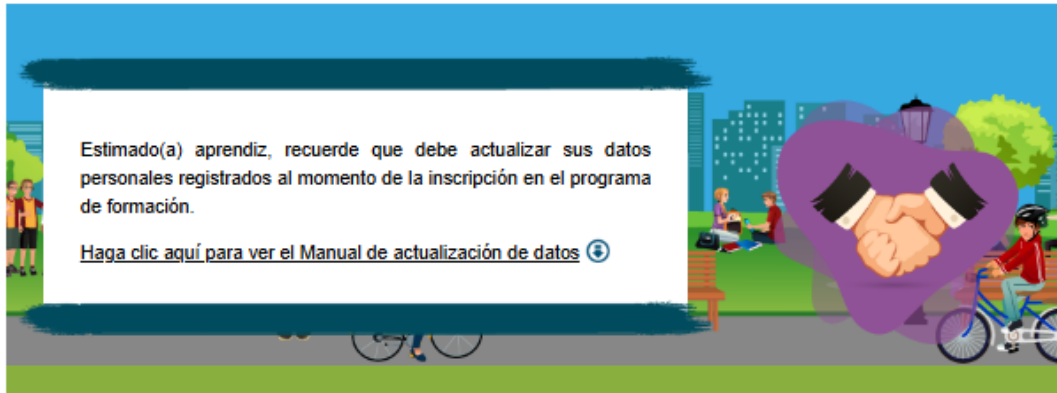 Estimado(a) aprendiz, recuerde que debe actualizar sus datos
personales registrados al momento de la inscripción en el programa
de formación.
Haga clic aquí para ver el Manual de actualización de datos